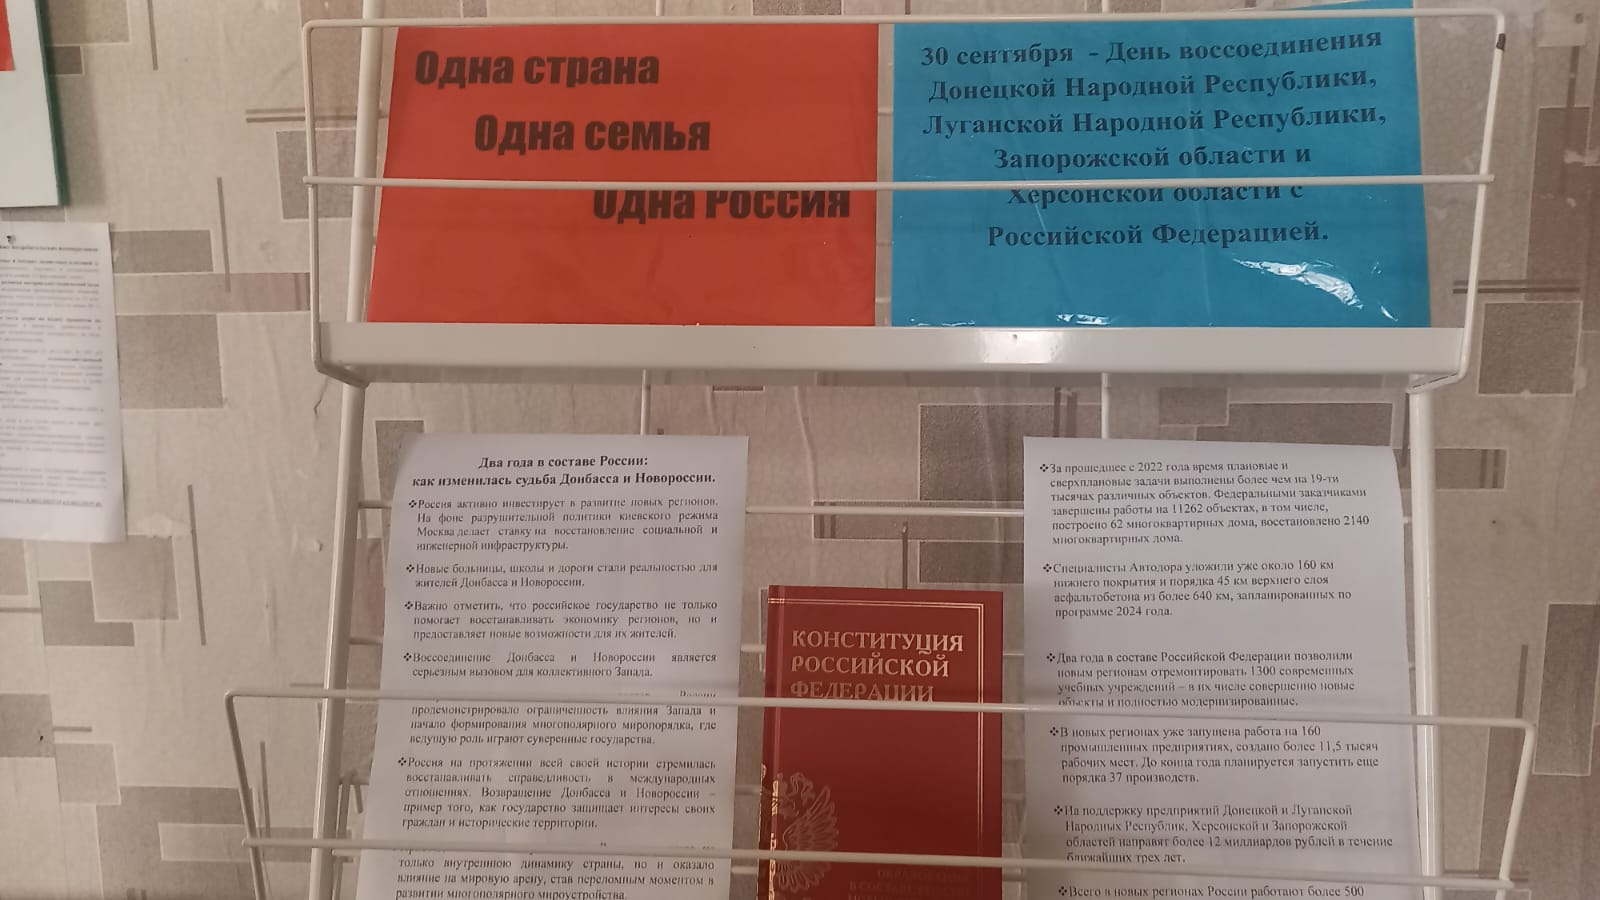 Одна страна
Одна семья
Одна Россия
30 сентября - День воссоединения
Донецкой Народной Республики,
Луганской Народной Республики,
Запорожской области и
Херсонской области с
Российской Федерацией.
Два года в составе России:
как изменилась судьба Донбасса и Новороссии.
❖Россия активно инвестирует в развитие новых регионов.
На фоне разрушительной политики киевского режима
Москва делает ставку на восстановление социальной и
инженерной инфраструктуры.
❖Новые больницы, школы и дороги стали реальностью для
жителей Донбасса и Новороссии.
❖Важно отметить, что российское государство не только
помогает восстанавливать экономику регионов, но и
предоставляет новые возможности для их жителей.
❖Воссоединение Донбасса и Новороссии является
серьезным вызовом для коллективного Запада.
России
продемонстрировало ограниченность влияния Запада и
начало формирования многополярного миропорядка, где
ведущую роль играют суверенные государства.
❖Россия на протяжении всей своей истории стремилась
восстанавливать справедливость в международных
отношениях. Возвращение Донбасса и Новороссии –
пример того, как государство защищает интересы своих
граждан и исторические территории.
только внутреннюю динамику страны, но и оказало
влияние на мировую арену, став переломным моментом в
развитии многополярного мироустройства.
КОНСТИТУЦИЯ
РОССИЙСКОЙ
ФЕДЕРАЦИИ
❖За прошедшее с 2022 года время плановые и
сверхплановые задачи выполнены более чем на 19-ти
тысячах различных объектов. Федеральными заказчиками
завершены работы на 11262 объектах, в том числе,
построено 62 многоквартирных дома, восстановлено 2140
многоквартирных дома.
❖Специалисты Автодора уложили уже около 160 км
нижнего покрытия и порядка 45 км верхнего слоя
асфальтобетона из более 640 км, запланированных по
программе 2024 года.
❖Два года в составе Российской Федерации позволили
новым регионам отремонтировать 1300 современных
учебных учреждений – в их числе совершенно новые
объекты и полностью модернизированные.
❖В новых регионах уже запущена работа на 160
промышленных предприятиях, создано более 11,5 тысяч
рабочих мест. До конца года планируется запустить еще
порядка 37 производств.
❖На поддержку предприятий Донецкой и Луганской
Народных Республик, Херсонской и Запорожской
областей направят более 12 миллиардов рублей в течение
ближайших трех лет.
❖Всего в новых регионах России работают более 500